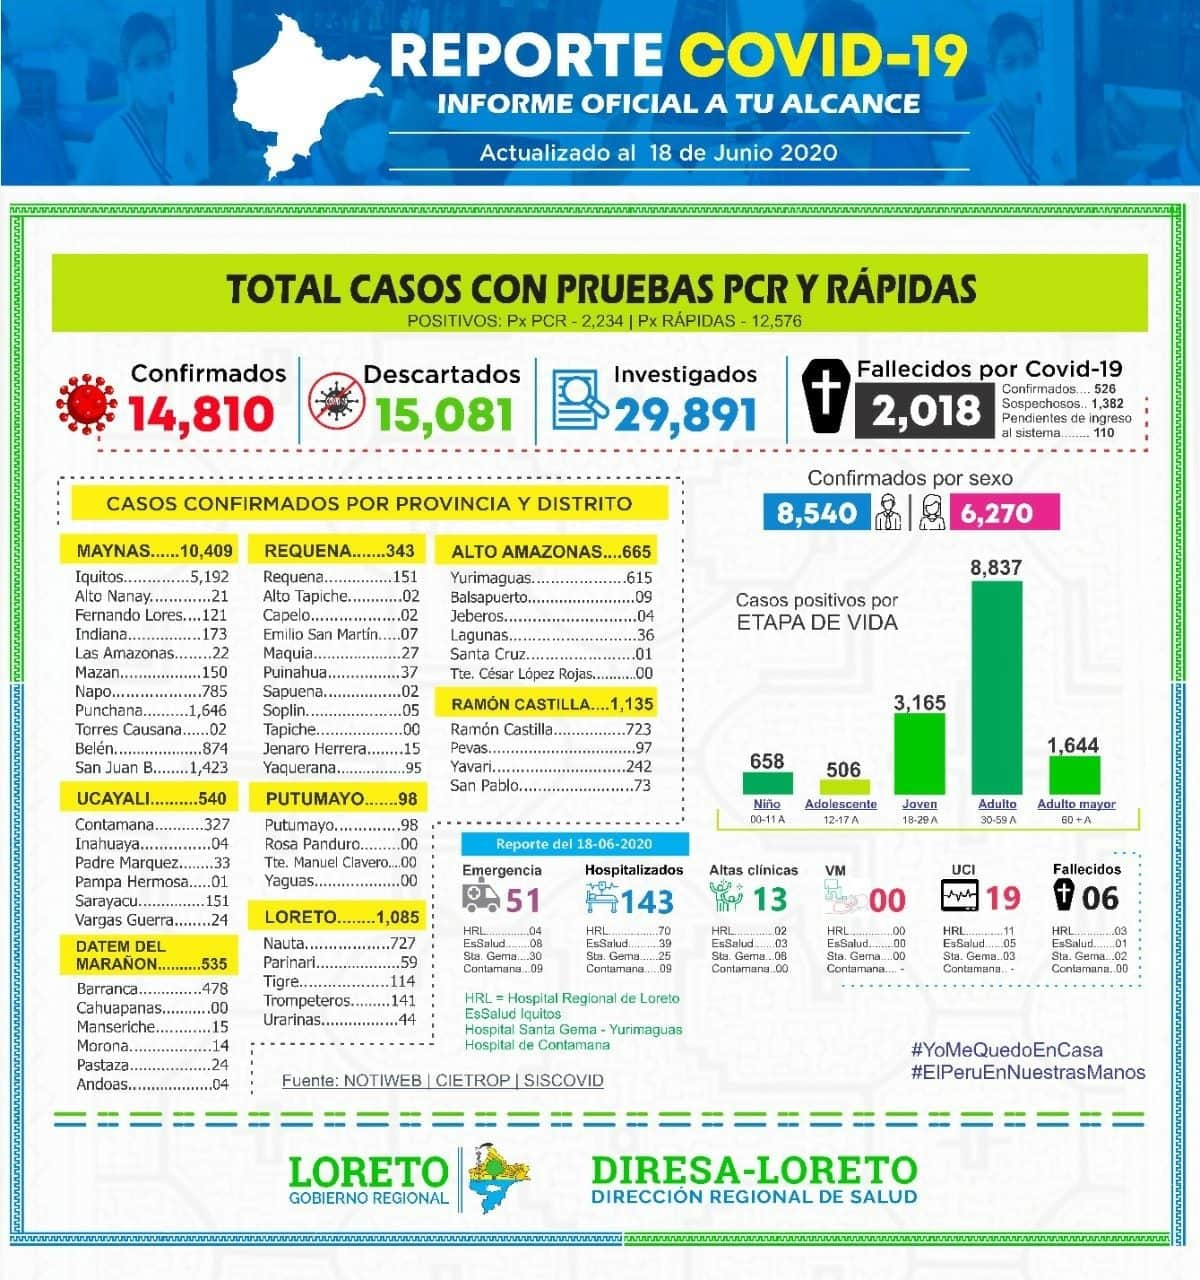 REPORTE COVID-19
INFORME OFICIAL A TU ALCANCE
Actualizado al 18 de Junio 2020
TOTAL CASOS CON PRUEBAS PCR Y RÁPIDAS
POSITIVOS: Px PCR - 2,234 | Px RÁPIDAS - 12,576
Confirmados
14,810
Descartados
15,081
Investigados
29,891
Fallecidos por Covid-19
2,018
Confirmados.... 526
Sospechosos.. 1,382
Pendientes de ingreso
al sistema........ 110
CASOS CONFIRMADOS POR PROVINCIA Y DISTRITO
MAYNAS......10,409
Iquitos..............5,192
Alto Nanay...........21
Fernando Lores...121
Indiana................173
Las Amazonas.......22
Mazan.................150
Napo...................785
Punchana..........1,646
Torres Causana....02
Belén...................874
San Juan B.......1,423
UCAYALI..........540
Contamana.........327
Inahuaya..............04
Padre Marquez.....33
Pampa Hermosa...01
Sarayacu............151
Vargas Guerra......24
DATEM DEL
MARAÑON.........535
Barranca.............478
Cahuapanas.........00
Manseriche..........15
Morona................14
Pastaza................24
Andoas................04
REQUENA.......343
Requena...........151
Alto Tapiche.......02
Capelo...............02
Emilio San Martín....07
Maquia...............27
Puinahua............37
Sapuena.............02
Soplin................05
Tapiche..............00
Jenaro Herrera....15
Yaquerana...........95
PUTUMAYO.......98
Putumayo...........98
Rosa Panduro.....00
Tte. Manuel Clavero....00
Yaguas...............00
LORETO.......1,085
Nauta................727
Parinari...............59
Tigre.................114
Trompeteros......141
Urarinas..............44
ALTO AMAZONAS....665
Yurimaguas..............615
Balsapuerto................09
Jeberos......................04
Lagunas.....................36
Santa Cruz.................01
Tte. César López Rojas.......00
RAMÓN CASTILLA...1,135
Ramón Castilla..........723
Pevas.........................97
Yavari.......................242
San Pablo...................73
Confirmados por sexo
8,540
6,270
Casos positivos por
ETAPA DE VIDA
658
506
3,165
8,837
1,644
Niño
00-11 A
Adolescente
12-17 A
Joven
18-29 A
Adulto
30-59 A
Adulto mayor
60 + A
Reporte del 18-06-2020
Emergencia
51
HRL...........04
EsSalud......08
Sta. Gema...30
Contamana..09
Hospitalizados
143
HRL...........70
EsSalud......39
Sta. Gema...25
Contamana..09
Altas clínicas
13
HRL...........02
EsSalud......03
Sta. Gema...08
Contamana..00
VM
00
HRL...........00
EsSalud......00
Sta. Gema...00
Contamana.. -
UCI
19
HRL...........11
EsSalud......05
Sta. Gema...03
Contamana.. -
Fallecidos
06
HRL...........03
EsSalud......01
Sta. Gema...02
Contamana..00
HRL = Hospital Regional de Loreto
EsSalud Iquitos
Hospital Santa Gema - Yurimaguas
Hospital de Contamana
#YoMeQuedoEnCasa
#ElPeruEnNuestrasManos
Fuente: NOTIWEB | CIETROP | SISCOVID
LORETO
GOBIERNO REGIONAL
DIRESA-LORETO
DIRECCIÓN REGIONAL DE SALUD